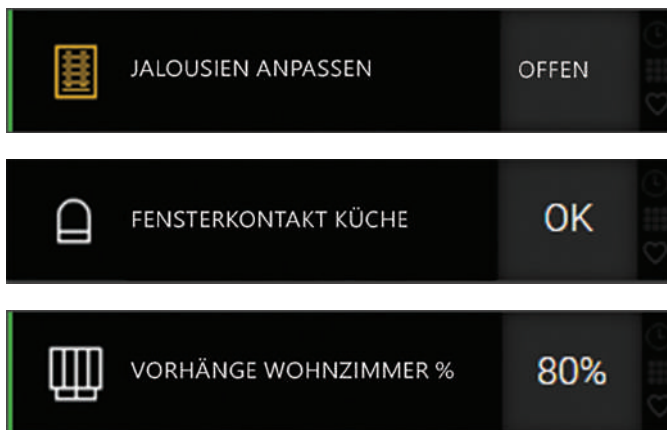 JALOUSIEN ANPASSEN OFFEN
FENSTERKONTAKT KÜCHE OK
VORHÄNGE WOHNZIMMER % 80%